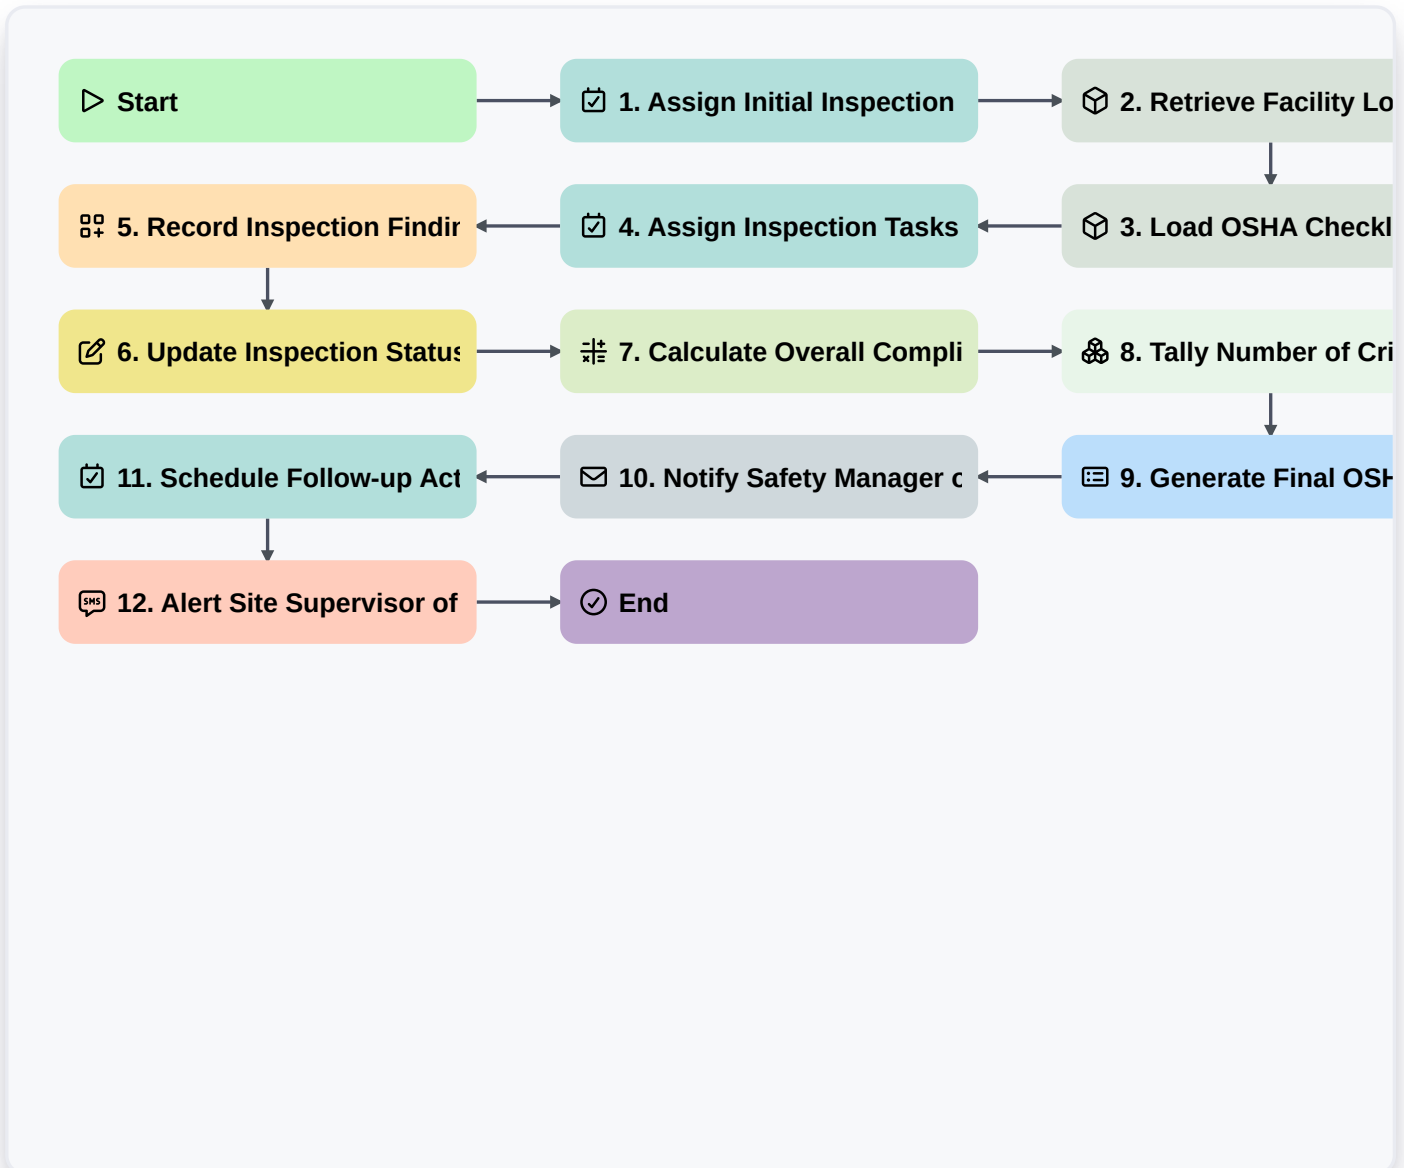 Start
1. Assign Initial Inspection
2. Retrieve Facility Lo
5. Record Inspection Findin
4. Assign Inspection Tasks
3. Load OSHA Checkl
6. Update Inspection Status
7. Calculate Overall Compli
8. Tally Number of Cri
11. Schedule Follow-up Act
10. Notify Safety Manager
9. Generate Final OSH
12. Alert Site Supervisor of
End